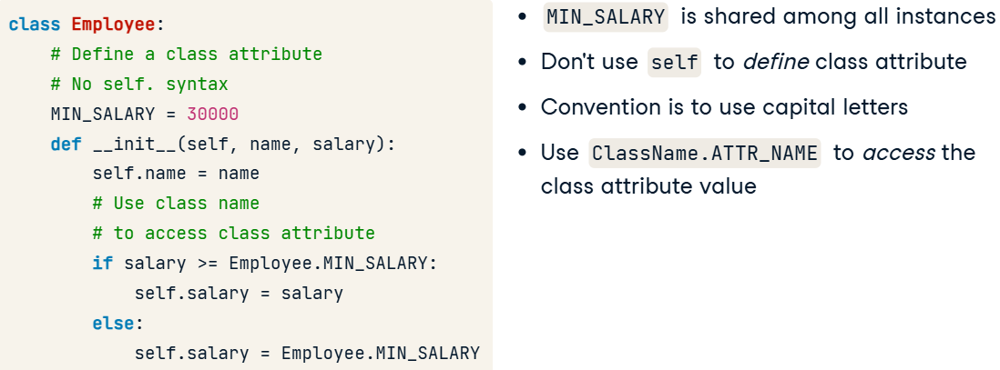 class Employee:
    # Define a class attribute
    # No self. syntax
    MIN_SALARY = 30000
    def __init__(self, name, salary):
        self.name = name
        # Use class name
        # to access class attribute
        if salary >= Employee.MIN_SALARY:
            self.salary = salary
        else:
            self.salary = Employee.MIN_SALARY
• MIN_SALARY is shared among all instances
• Don't use self to define class attribute
• Convention is to use capital letters
• Use ClassName.ATTR_NAME to access the
class attribute value